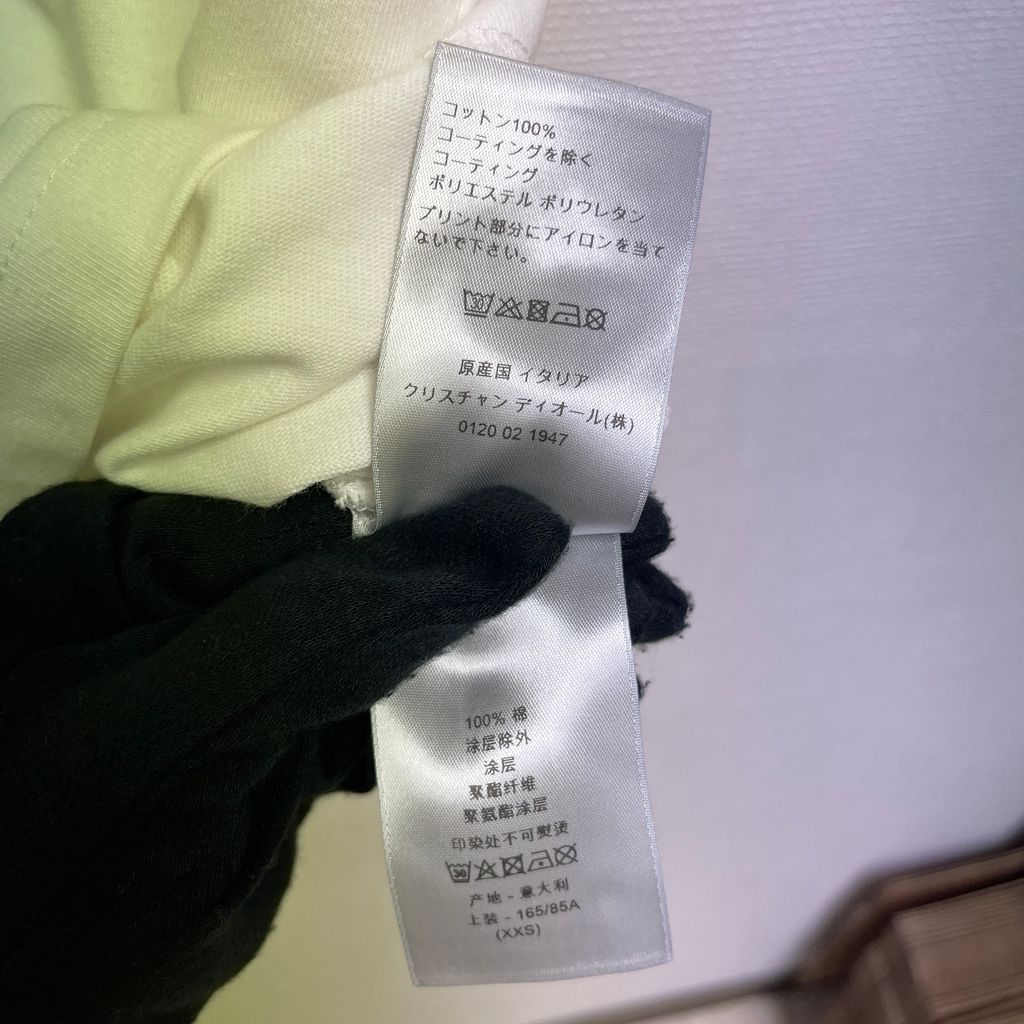 コットン100%
コーティングを除く
コーティング
ポリエステル ポリウレタン
プリント部分にアイロンを当て
ないで下さい。
30
原産国 イタリア
クリスチャン ディオール(株)
0120 02 1947
100% 棉
涂层除外
涂层
聚酯纤维
聚氨酯涂层
印染处不可熨烫
30
产地 - 意大利
上装 - 165/85A
(XXS)